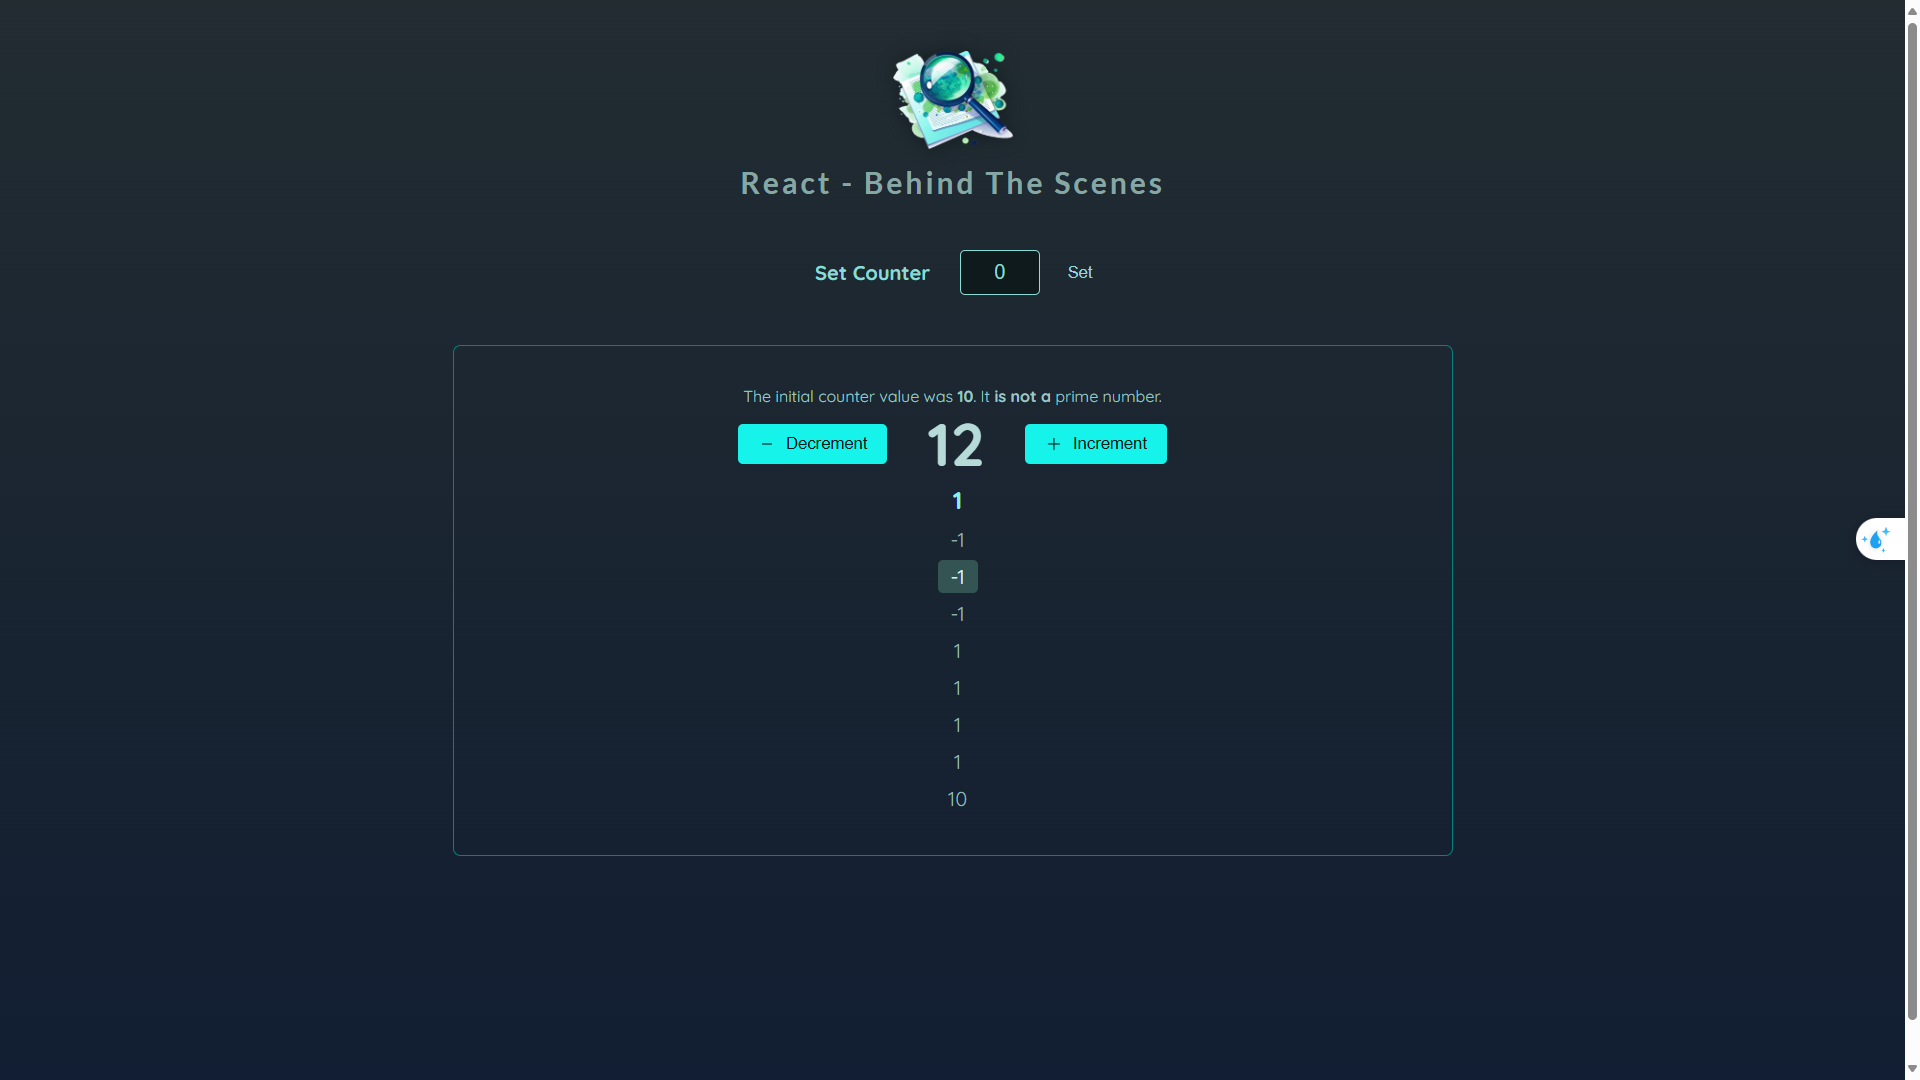 React - Behind The Scenes
Set Counter 0 Set
The initial counter value was 10. It is not a prime number.
− Decrement 12 + Increment
1
-1
-1
-1
1
1
1
1
10